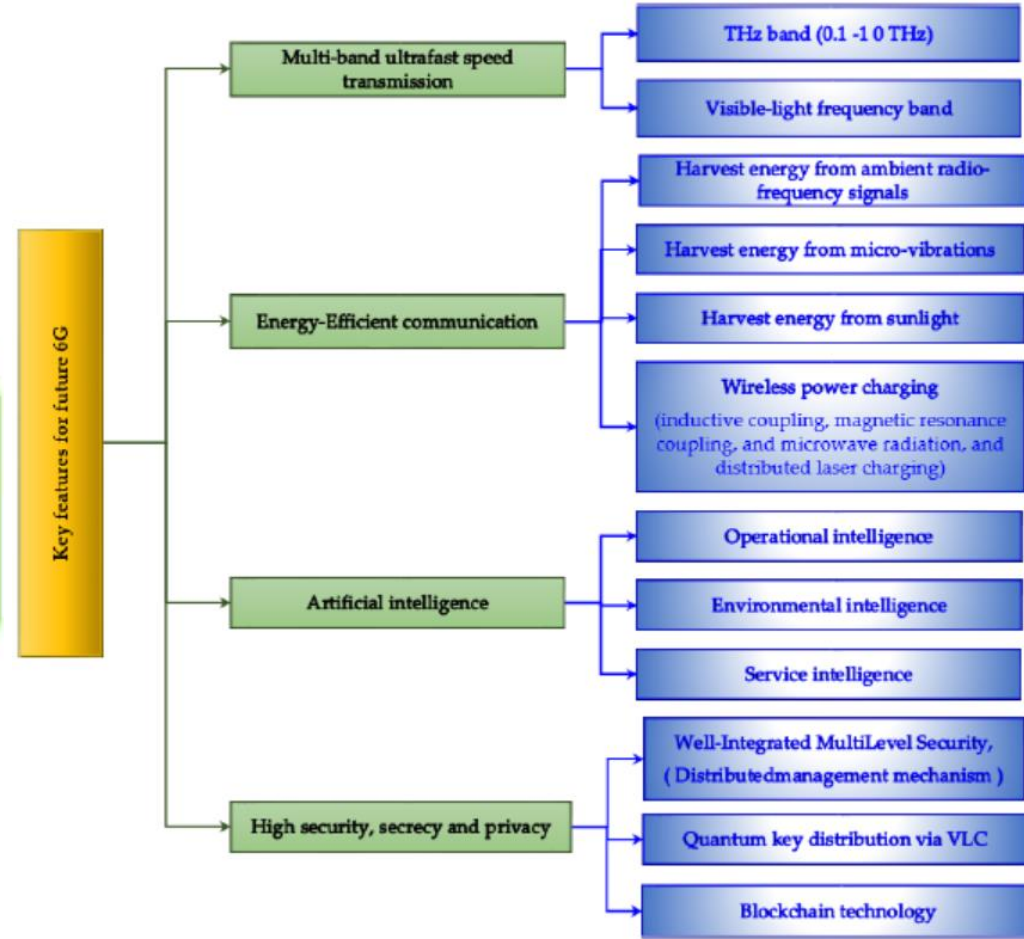 Key features for future 6G
Multi-band ultrafast speed
transmission
THz band (0.1 -1 0 THz)
Visible-light frequency band
Energy-Efficient communication
Harvest energy from ambient radio-
frequency signals
Harvest energy from micro-vibrations
Harvest energy from sunlight
Wireless power charging
(inductive coupling, magnetic resonance
coupling, and microwave radiation, and
distributed laser charging)
Artificial intelligence
Operational intelligence
Environmental intelligence
Service intelligence
High security, secrecy and privacy
Well-Integrated MultiLevel Security,
( Distributedmanagement mechanism )
Quantum key distribution via VLC
Blockchain technology